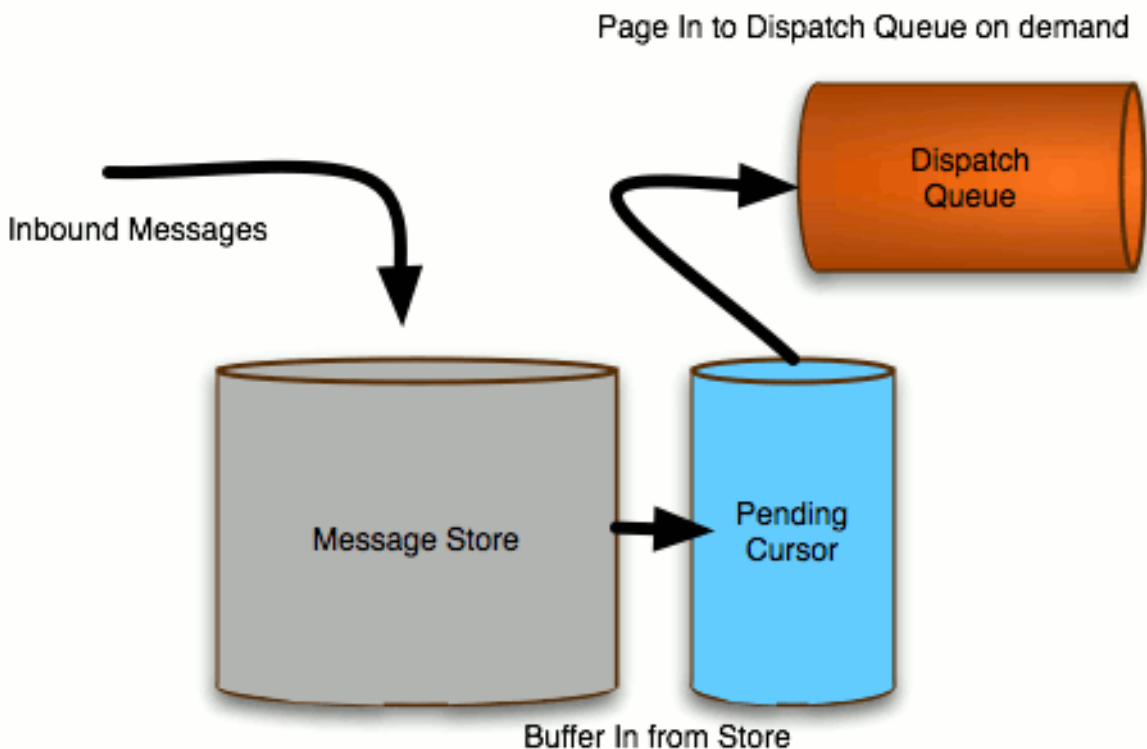 Page In to Dispatch Queue on demand
Dispatch
Queue
Inbound Messages
Message Store
Pending
Cursor
Buffer In from Store